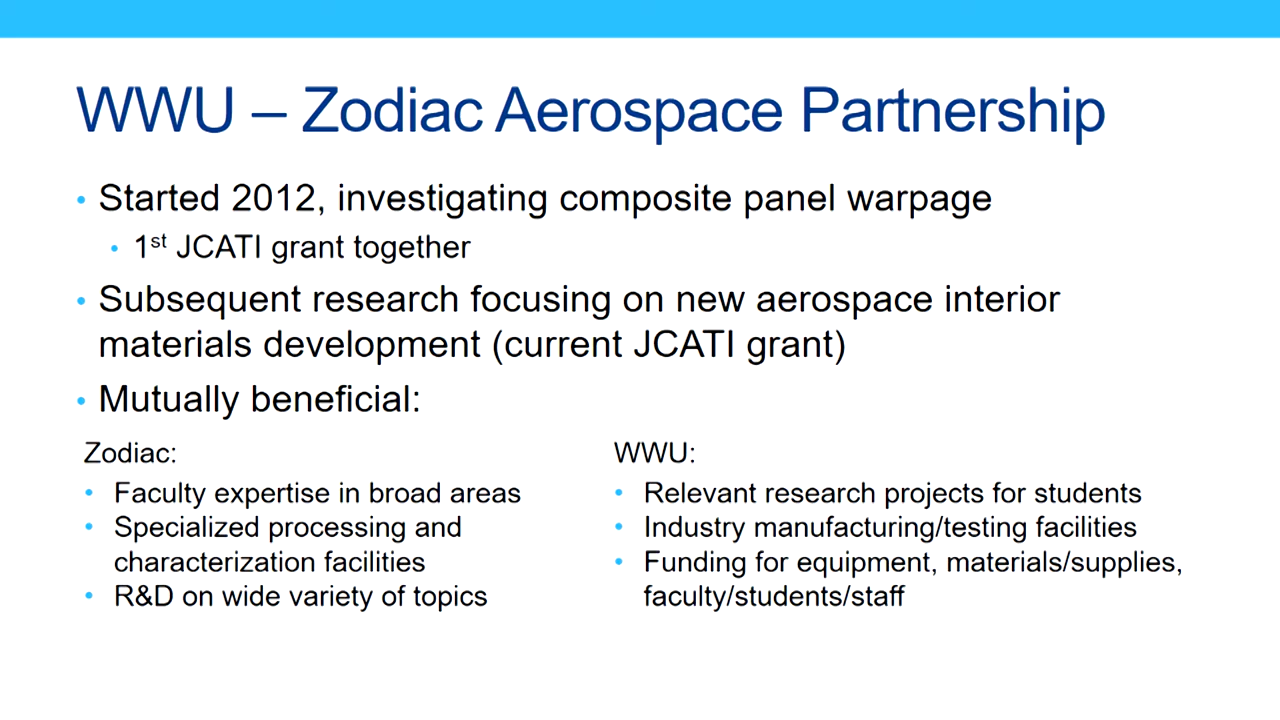 WWU – Zodiac Aerospace Partnership
• Started 2012, investigating composite panel warpage
• 1st JCATI grant together
• Subsequent research focusing on new aerospace interior
materials development (current JCATI grant)
• Mutually beneficial:
Zodiac:
• Faculty expertise in broad areas
• Specialized processing and
characterization facilities
• R&D on wide variety of topics
WWU:
• Relevant research projects for students
• Industry manufacturing/testing facilities
• Funding for equipment, materials/supplies,
faculty/students/staff